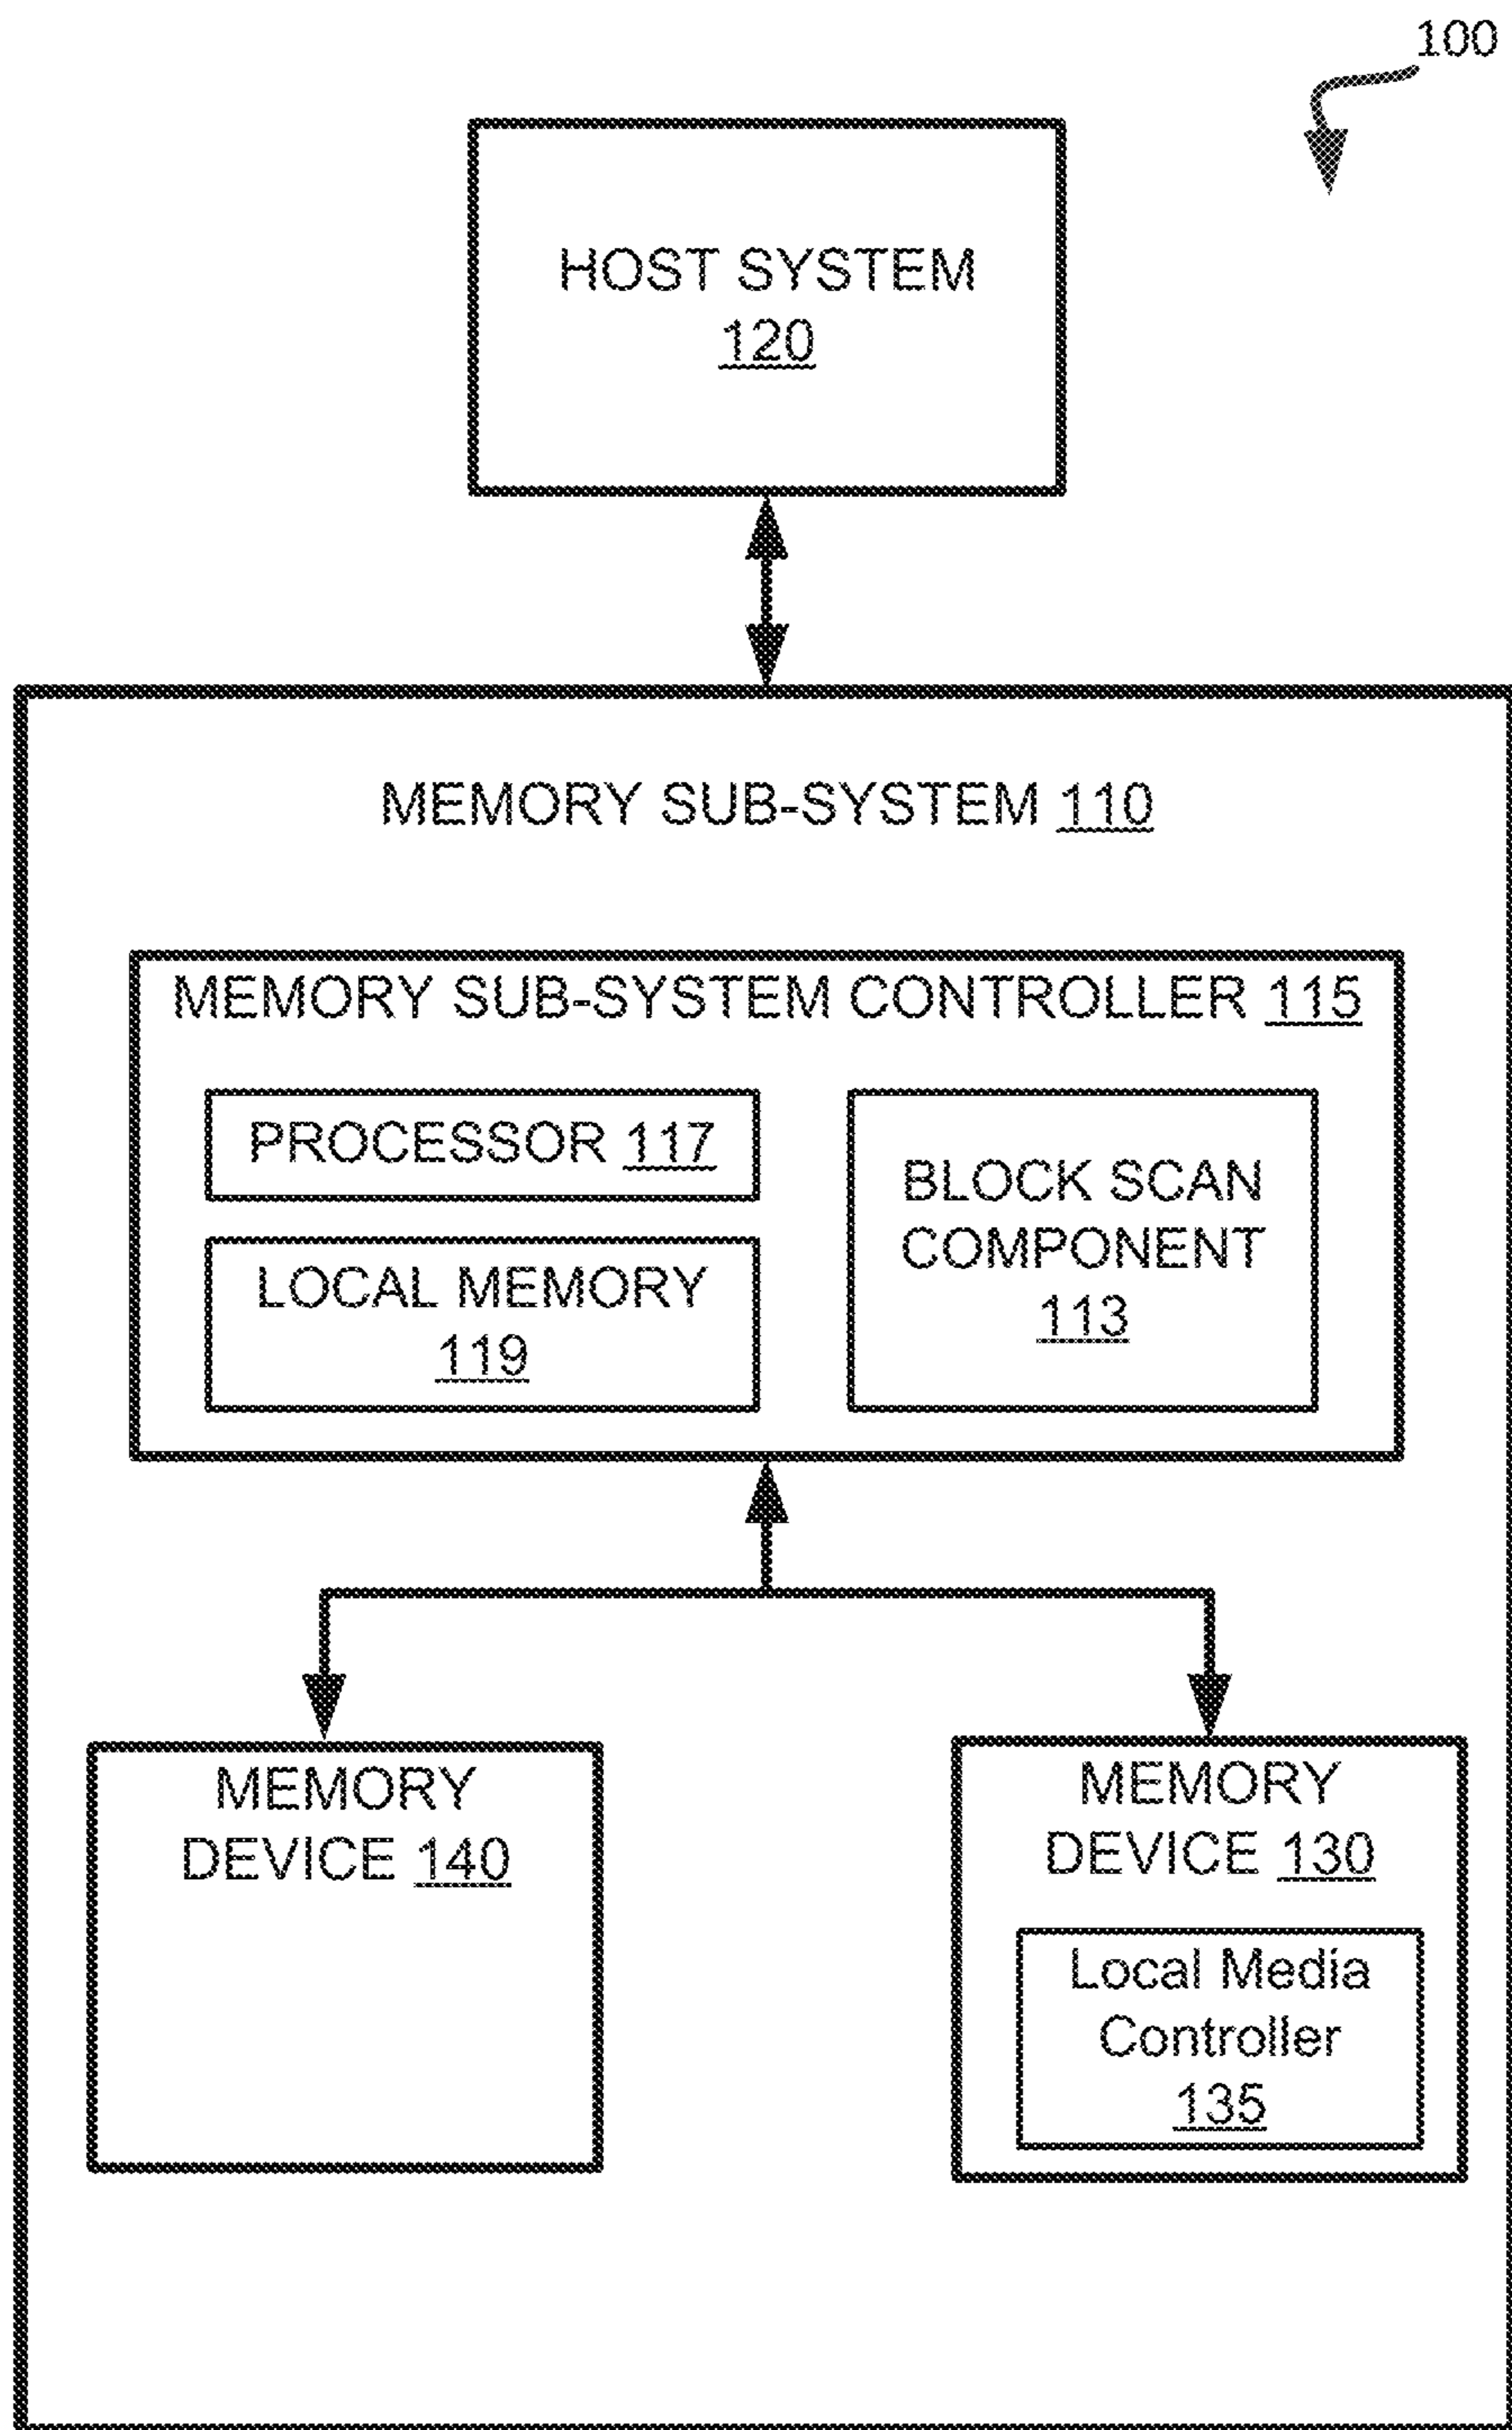 100
HOST SYSTEM
120
MEMORY SUB-SYSTEM 110
MEMORY SUB-SYSTEM CONTROLLER 115
PROCESSOR 117
LOCAL MEMORY
119
BLOCK SCAN
COMPONENT
113
MEMORY
DEVICE 140
MEMORY
DEVICE 130
Local Media
Controller
135